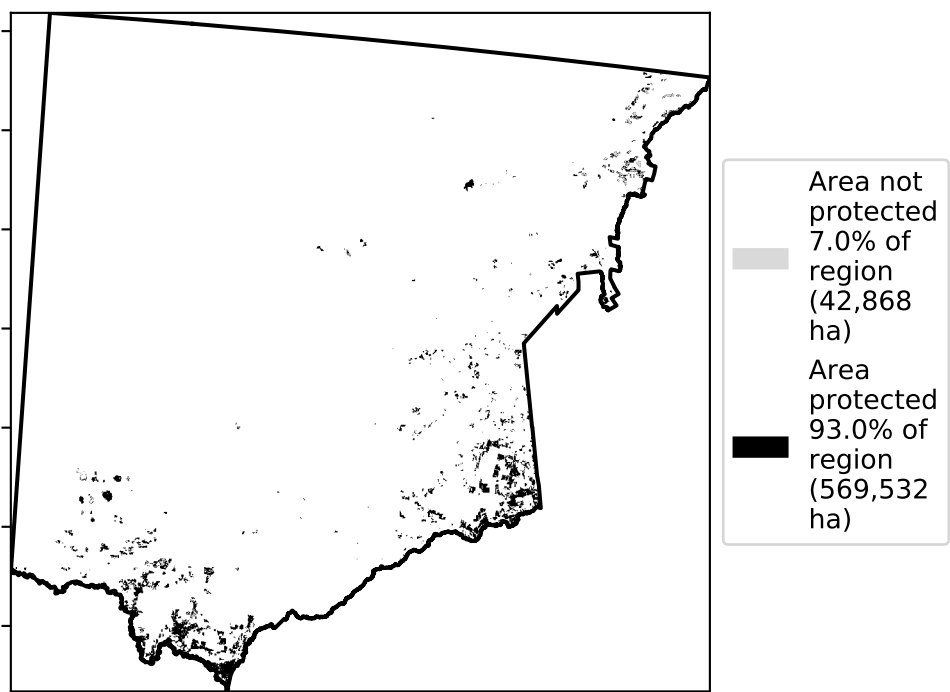 Area not
protected
7.0% of
region
(42,868
ha)
Area
protected
93.0% of
region
(569,532
ha)